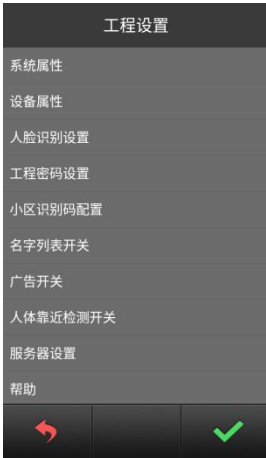 工程设置
系统属性
设备属性
人脸识别设置
工程密码设置
小区识别码配置
名字列表开关
广告开关
人体靠近检测开关
服务器设置
帮助